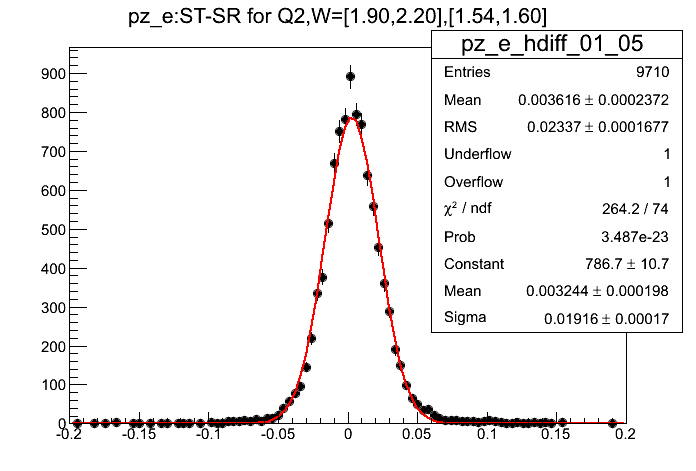 pz_e:ST-SR for Q2,W=[1.90,2.20],[1.54,1.60]
pz_e_hdiff_01_05
Entries 9710
Mean 0.003616 ± 0.0002372
RMS 0.02337 ± 0.0001677
Underflow 1
Overflow 1
χ² / ndf 264.2 / 74
Prob 3.487e-23
Constant 786.7 ± 10.7
Mean 0.003244 ± 0.000198
Sigma 0.01916 ± 0.00017
900
800
700
600
500
400
300
200
100
0
-0.2 -0.15 -0.1 -0.05 0 0.05 0.1 0.15 0.2